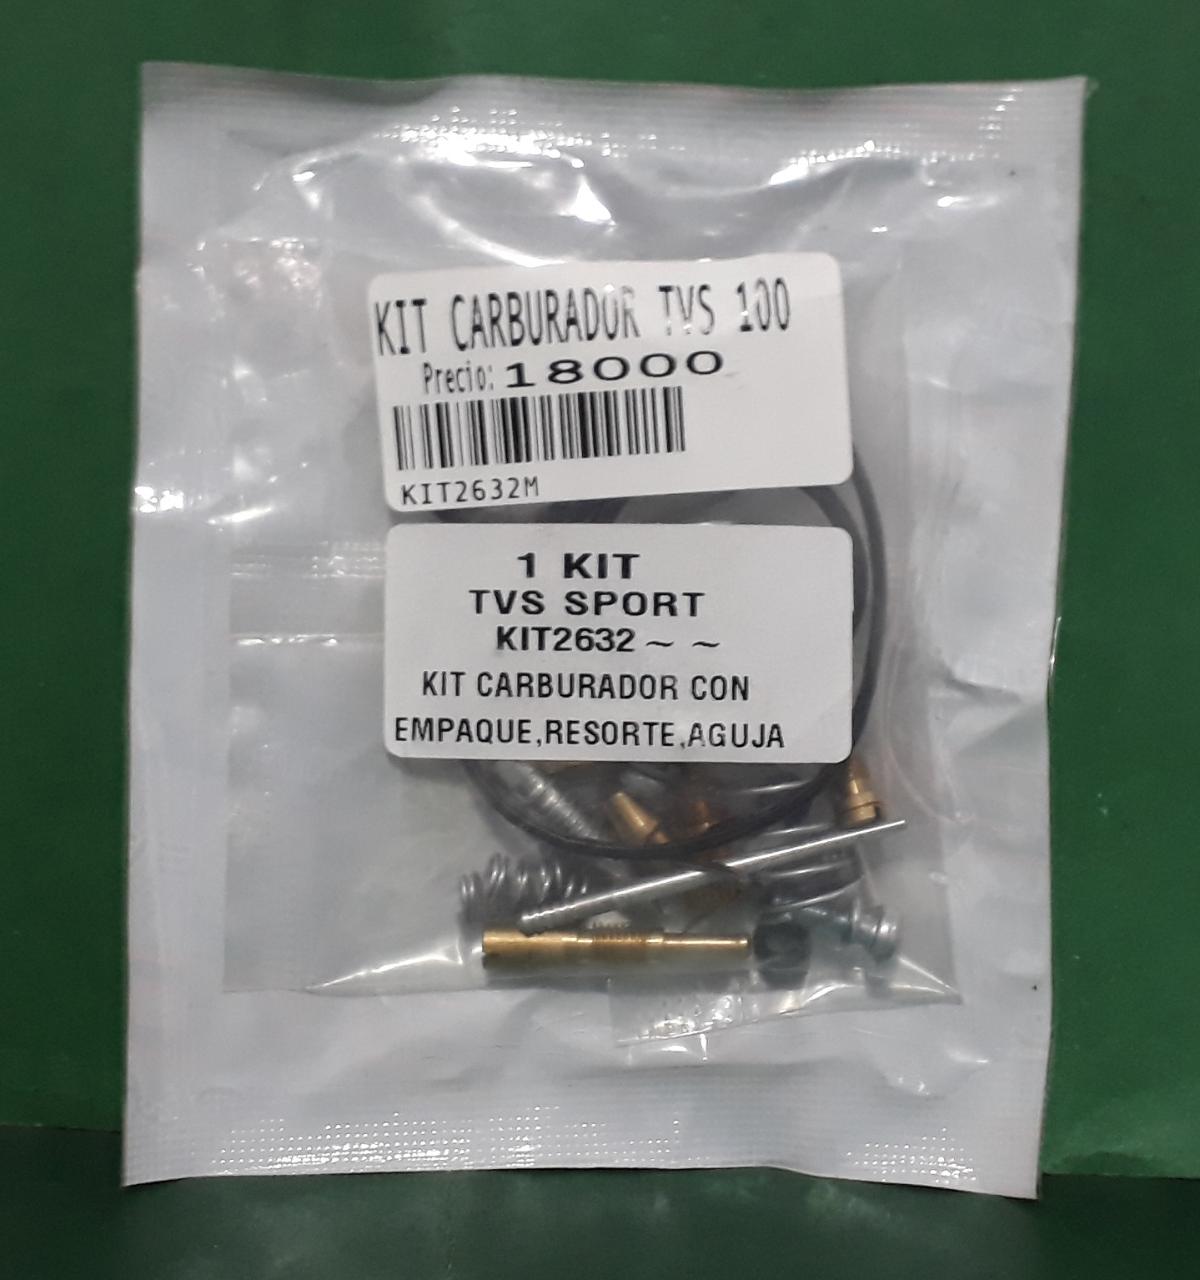 KIT CARBURADOR TVS 100
Precio: 18000
KIT2632M
1 KIT
TVS SPORT
KIT2632 ~ ~
KIT CARBURADOR CON
EMPAQUE,RESORTE,AGUJA